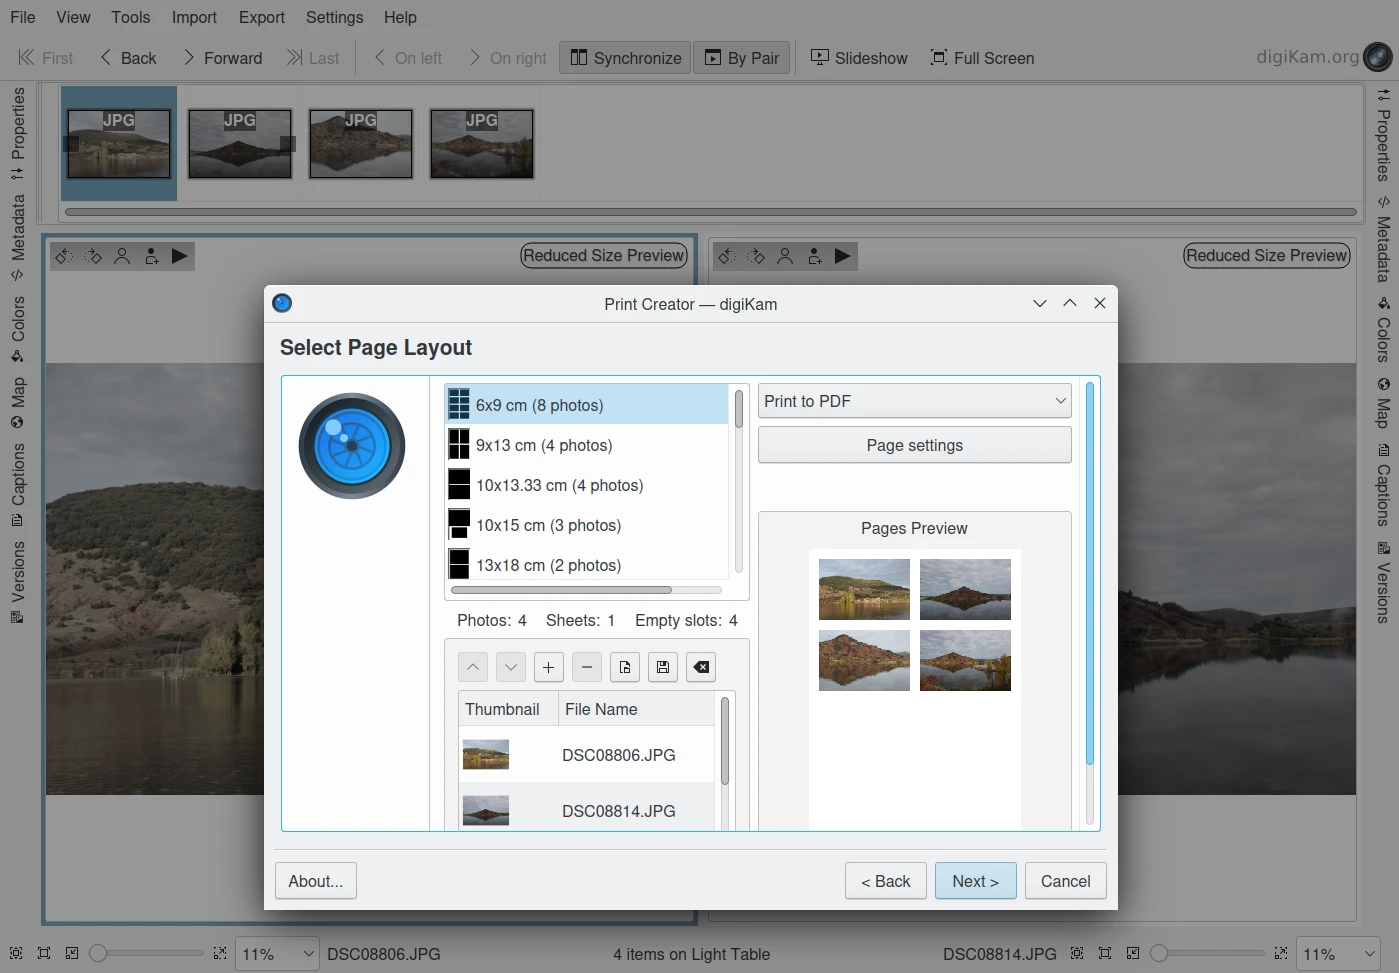 File View Tools Import Export Settings Help
First Back Forward Last On left On right Synchronize By Pair Slideshow Full Screen digiKam.org
Properties
Metadata
Colors
Map
Captions
Versions
JPG JPG JPG JPG
Properties
Metadata
Colors
Map
Captions
Versions
Reduced Size Preview
Reduced Size Preview
Print Creator — digiKam
Select Page Layout
6x9 cm (8 photos)
9x13 cm (4 photos)
10x13.33 cm (4 photos)
10x15 cm (3 photos)
13x18 cm (2 photos)
Photos: 4 Sheets: 1 Empty slots: 4
Thumbnail File Name
DSC08806.JPG
DSC08814.JPG
Print to PDF
Page settings
Pages Preview
About... < Back Next > Cancel
11% DSC08806.JPG 4 items on Light Table DSC08814.JPG 11%